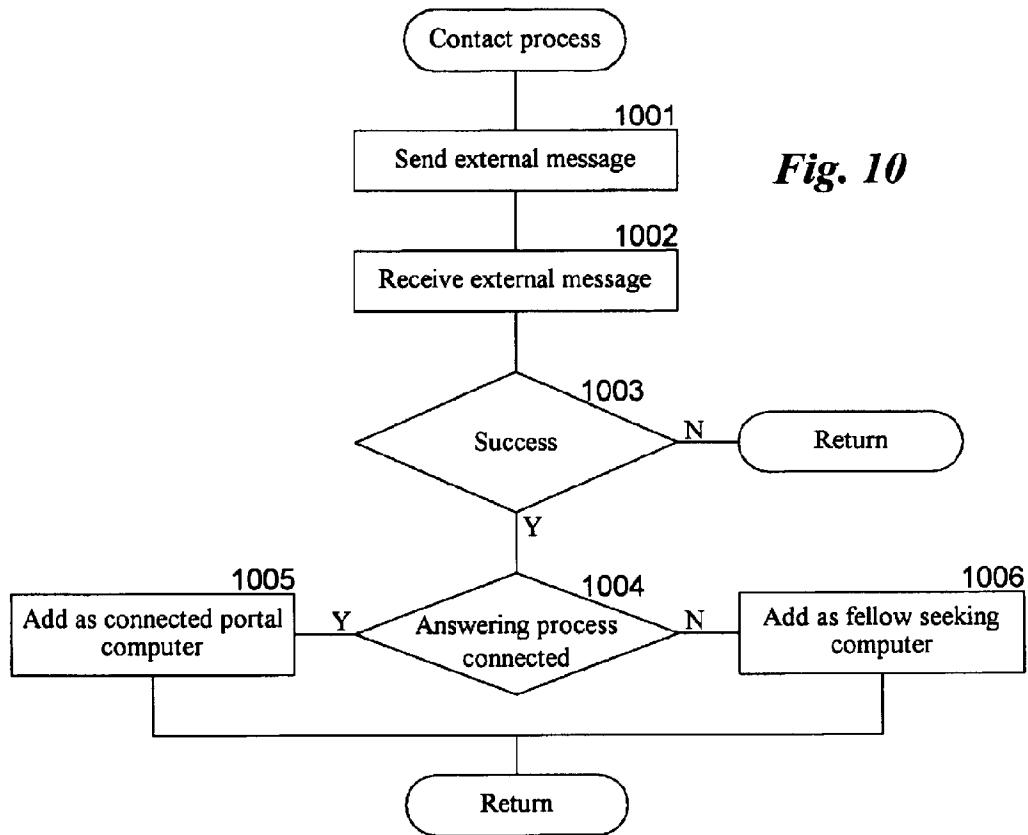 Contact process
1001
Send external message
Fig. 10
1002
Receive external message
1003
Success
N
Return
Y
1005
Add as connected portal
computer
Y
1004
Answering process
connected
N
1006
Add as fellow seeking
computer
Return